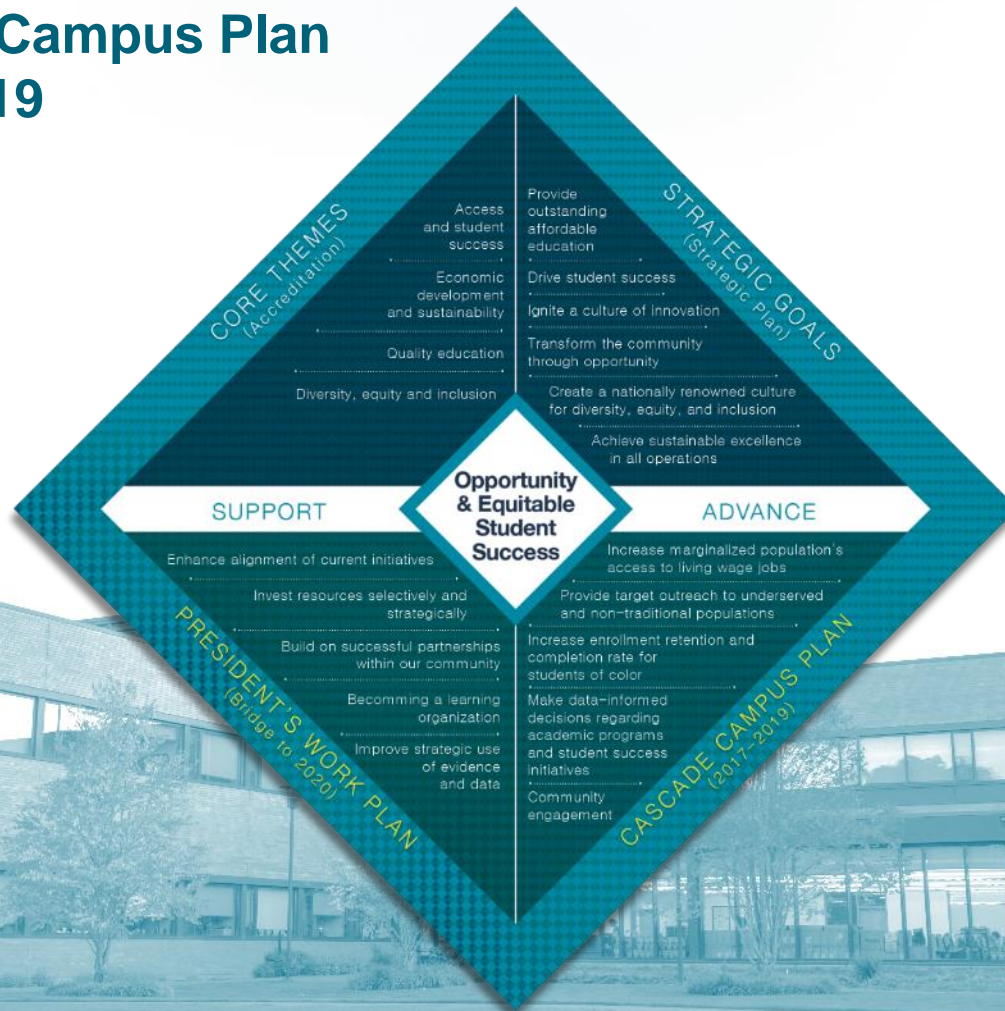 Campus Plan
19
CORE THEMES
(Accreditation)
Access
and student
success
Economic
development
and sustainability
Quality education
Diversity, equity and inclusion
STRATEGIC GOALS
(Strategic Plan)
Provide
outstanding
affordable
education
Drive student success
Ignite a culture of innovation
Transform the community
through opportunity
Create a nationally renowned culture
for diversity, equity, and inclusion
Achieve sustainable excellence
in all operations
SUPPORT
Opportunity
& Equitable
Student
Success
ADVANCE
Enhance alignment of current initiatives
Invest resources selectively and
strategically
Build on successful partnerships
within our community
Becomming a learning
organization
Improve strategic use
of evidence
and data
PRESIDENT'S WORK PLAN
(Bridge to 2020)
Increase marginalized population's
access to living wage jobs
Provide target outreach to underserved
and non-traditional populations
Increase enrollment retention and
completion rate for
students of color
Make data-informed
decisions regarding
academic programs
and student success
initiatives
Community
engagement
CASCADE CAMPUS PLAN
(2017-2019)